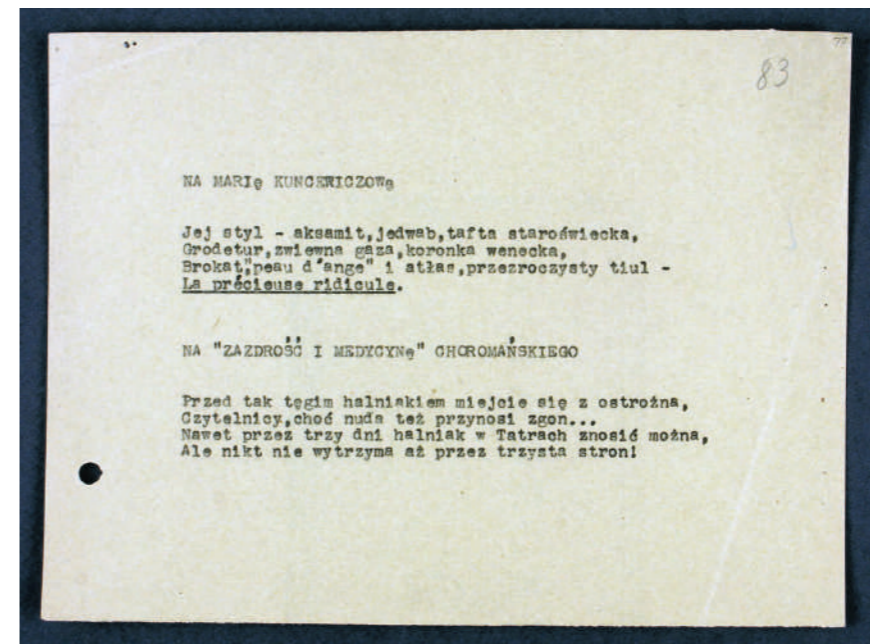 77
83
NA MARIę KUNCEWICZOWę
Jej styl - aksamit,jedwab,tafta staroświecka,
Grodetur,zwiewna gaza,koronka wenecka,
Brokat,"peau d'ange" i atłas,przezroczysty tiul -
La précieuse ridicule.
NA "ZAZDROŚĆ I MEDYCYNę" CHOROMAŃSKIEGO
Przed tak tęgim halniakiem miejcie się z ostrożna,
Czytelnicy,choć nuda też przynosi zgon...
Nawet przez trzy dni halniak w Tatrach znosić można,
Ale nikt nie wytrzyma aż przez trzysta stron!